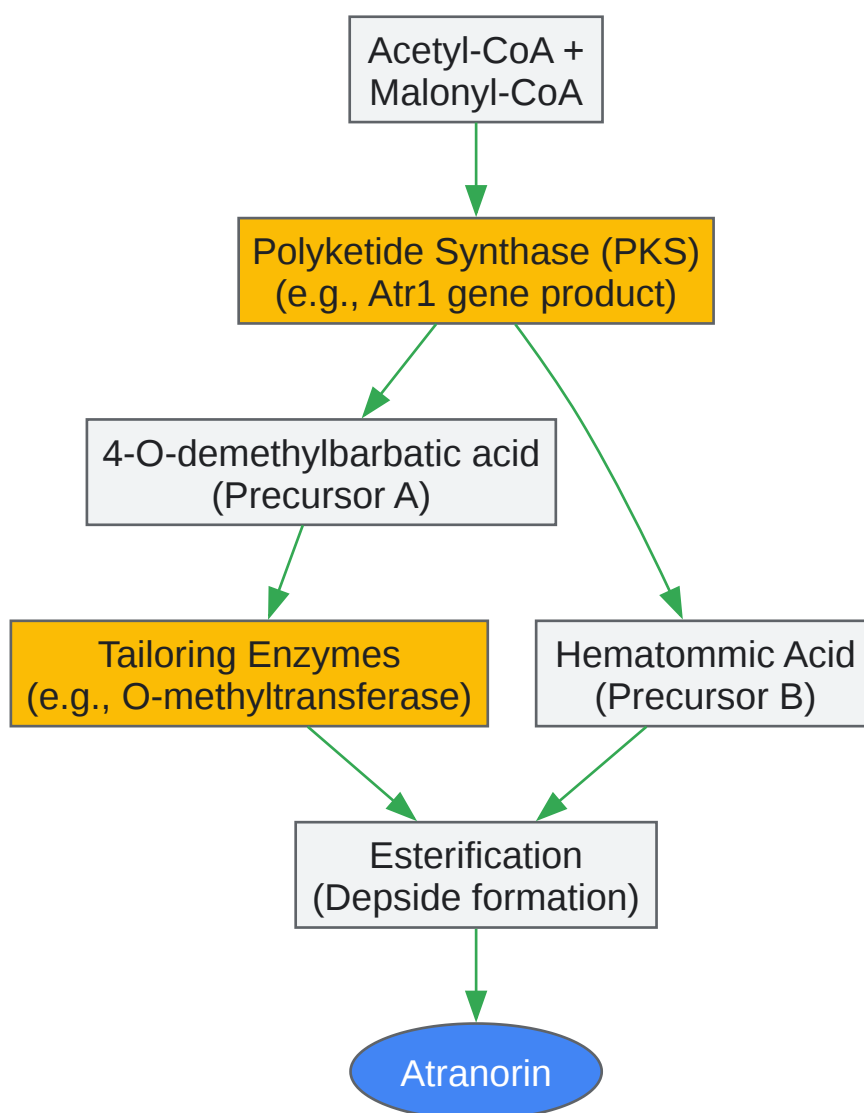 Acetyl-CoA +
Malonyl-CoA
Polyketide Synthase (PKS)
(e.g., Atr1 gene product)
4-O-demethylbarbatic acid
(Precursor A)
Tailoring Enzymes
(e.g., O-methyltransferase)
Hematommic Acid
(Precursor B)
Esterification
(Depside formation)
Atranorin